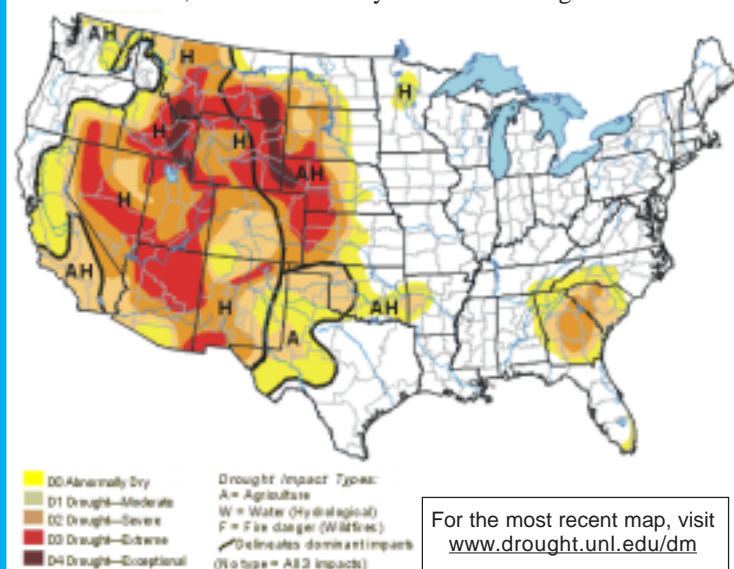 AH
H
H
H
H
AH
H
AH
H
A
AH
D0 Abnormally Dry
D1 Drought—Moderate
D2 Drought—Severe
D3 Drought—Extreme
D4 Drought—Exceptional
Drought Impact Types:
A = Agriculture
W = Water (Hydrological)
F = Fire danger (Wildfires)
Delineates dominant impacts
(No type = All 3 impacts)
For the most recent map, visit
www.drought.unl.edu/dm